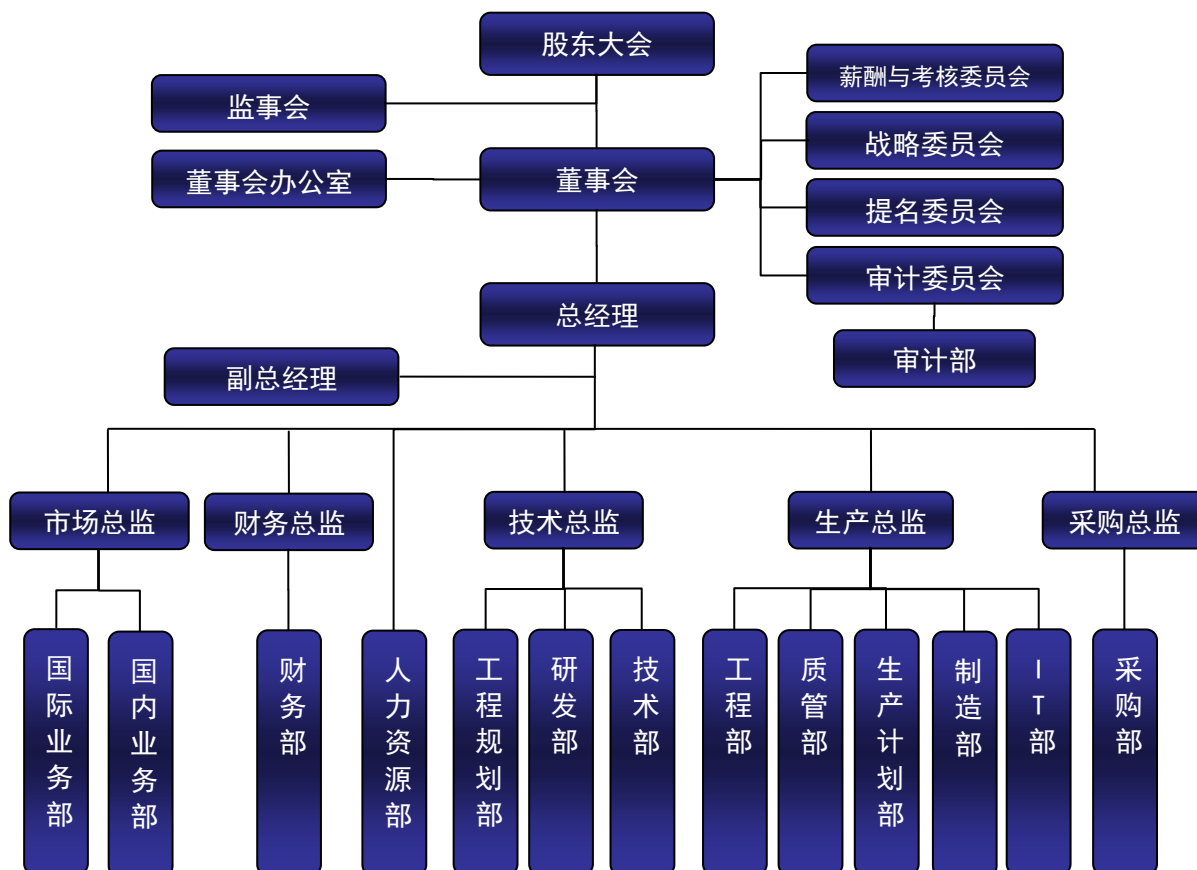 股东大会
薪酬与考核委员会
监事会
战略委员会
董事会办公室
董事会
提名委员会
审计委员会
总经理
审计部
副总经理
市场总监
财务总监
技术总监
生产总监
采购总监
国际业务部
国内业务部
财务部
人力资源部
工程规划部
研发部
技术部
工程部
质管部
生产计划部
制造部
IT部
采购部